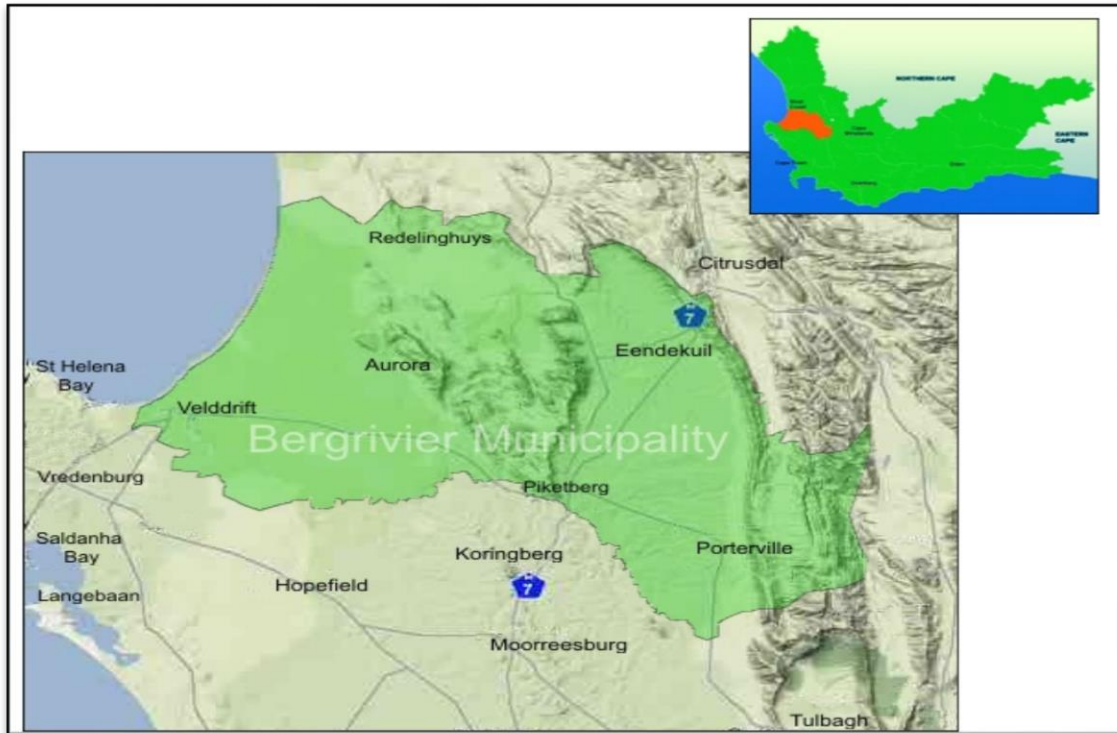 NORTHERN CAPE
EASTERN
CAPE
Redelinghuys
Citrusdal
7
Eendekuil
Aurora
St Helena
Bay
Velddrift
Bergrivier Municipality
Vredenburg
Piketberg
Saldanha
Bay
Koringberg
Porterville
Hopefield
7
Langebaan
Moorreesburg
Tulbagh